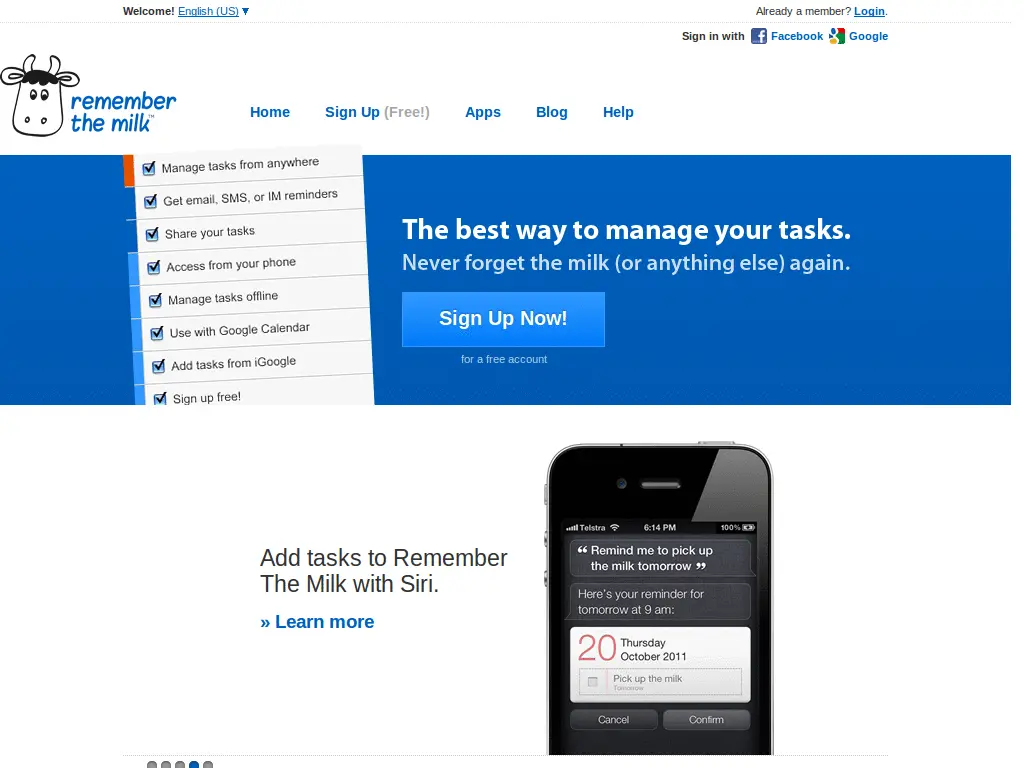 Welcome! English (US) ▼
Already a member? Login.
Sign in with Facebook Google
remember
the milk™
Home Sign Up (Free!) Apps Blog Help
Manage tasks from anywhere
Get email, SMS, or IM reminders
Share your tasks
Access from your phone
Manage tasks offline
Use with Google Calendar
Add tasks from iGoogle
Sign up free!
The best way to manage your tasks.
Never forget the milk (or anything else) again.
Sign Up Now!
for a free account
Add tasks to Remember
The Milk with Siri.
» Learn more
Telstra 6:14 PM 100%
“ Remind me to pick up
the milk tomorrow ”
Here's your reminder for
tomorrow at 9 am:
20 Thursday
October 2011
Pick up the milk
Tomorrow
Cancel Confirm